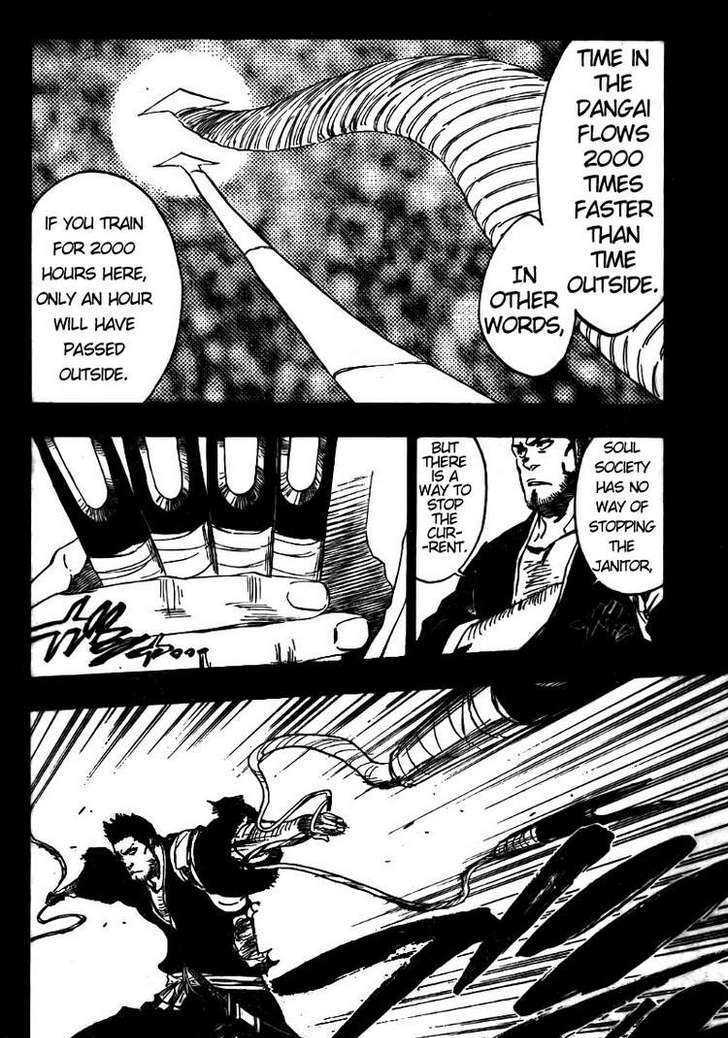 TIME IN
THE
DANGAI
FLOWS
2000
TIMES
FASTER
THAN
TIME
OUTSIDE.
IN
OTHER
WORDS,
IF YOU TRAIN
FOR 2000
HOURS HERE,
ONLY AN HOUR
WILL HAVE
PASSED
OUTSIDE.
SOUL
SOCIETY
HAS NO
WAY OF
STOPPING
THE
JANITOR,
BUT
THERE
IS A
WAY TO
STOP
THE
CUR-
-RENT.